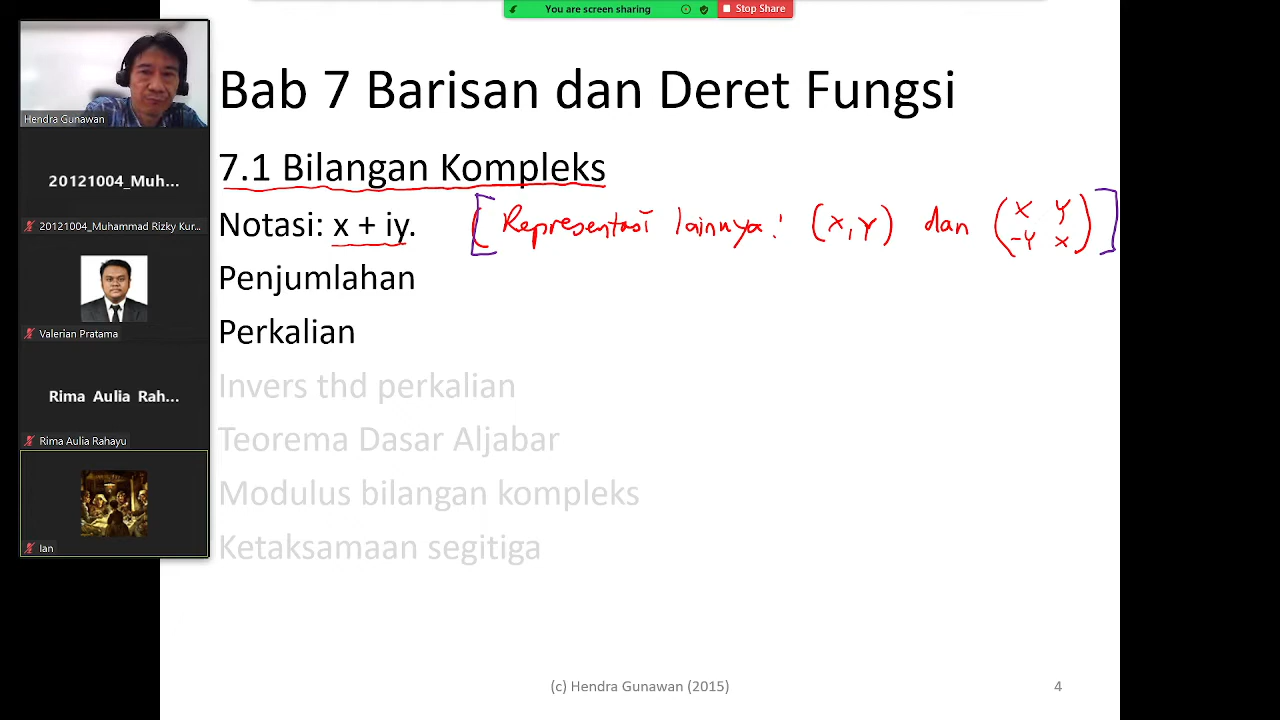 You are screen sharing
Stop Share
Hendra Gunawan
20121004_Muh...
20121004_Muhammad Rizky Kur...
Valerian Pratama
Rima Aulia Rah...
Rima Aulia Rahayu
Ian
Bab 7 Barisan dan Deret Fungsi
7.1 Bilangan Kompleks
Notasi: x + iy. [ Representasi lainnya: (x,y) dan (x y
-y x) ]
Penjumlahan
Perkalian
Invers thd perkalian
Teorema Dasar Aljabar
Modulus bilangan kompleks
Ketaksamaan segitiga
(c) Hendra Gunawan (2015) 4